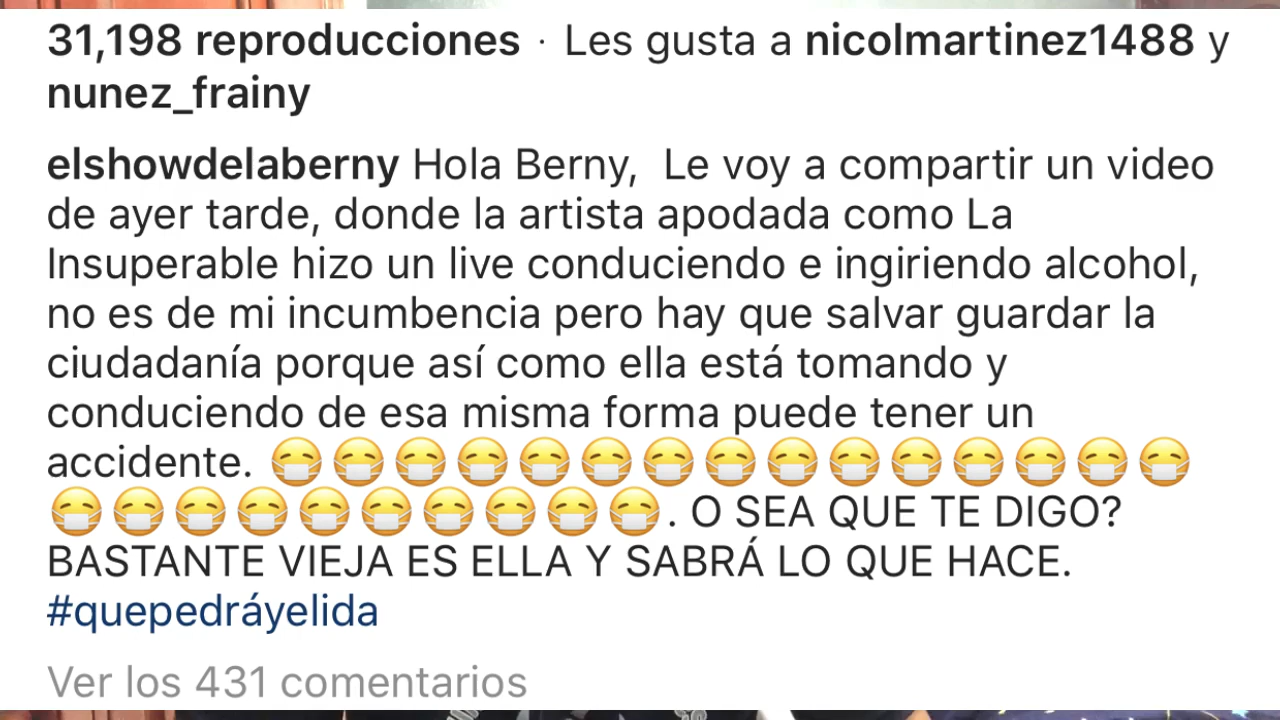 31,198 reproducciones · Les gusta a nicolmartinez1488 y
nunez_frainy
elshowdelaberny Hola Berny,  Le voy a compartir un video
de ayer tarde, donde la artista apodada como La
Insuperable hizo un live conduciendo e ingiriendo alcohol,
no es de mi incumbencia pero hay que salvar guardar la
ciudadanía porque así como ella está tomando y
conduciendo de esa misma forma puede tener un
accidente. 😷😷😷😷😷😷😷😷😷😷😷😷😷😷😷
😷😷😷😷😷😷😷😷😷😷. O SEA QUE TE DIGO?
BASTANTE VIEJA ES ELLA Y SABRÁ LO QUE HACE.
#quepedráyelida
Ver los 431 comentarios